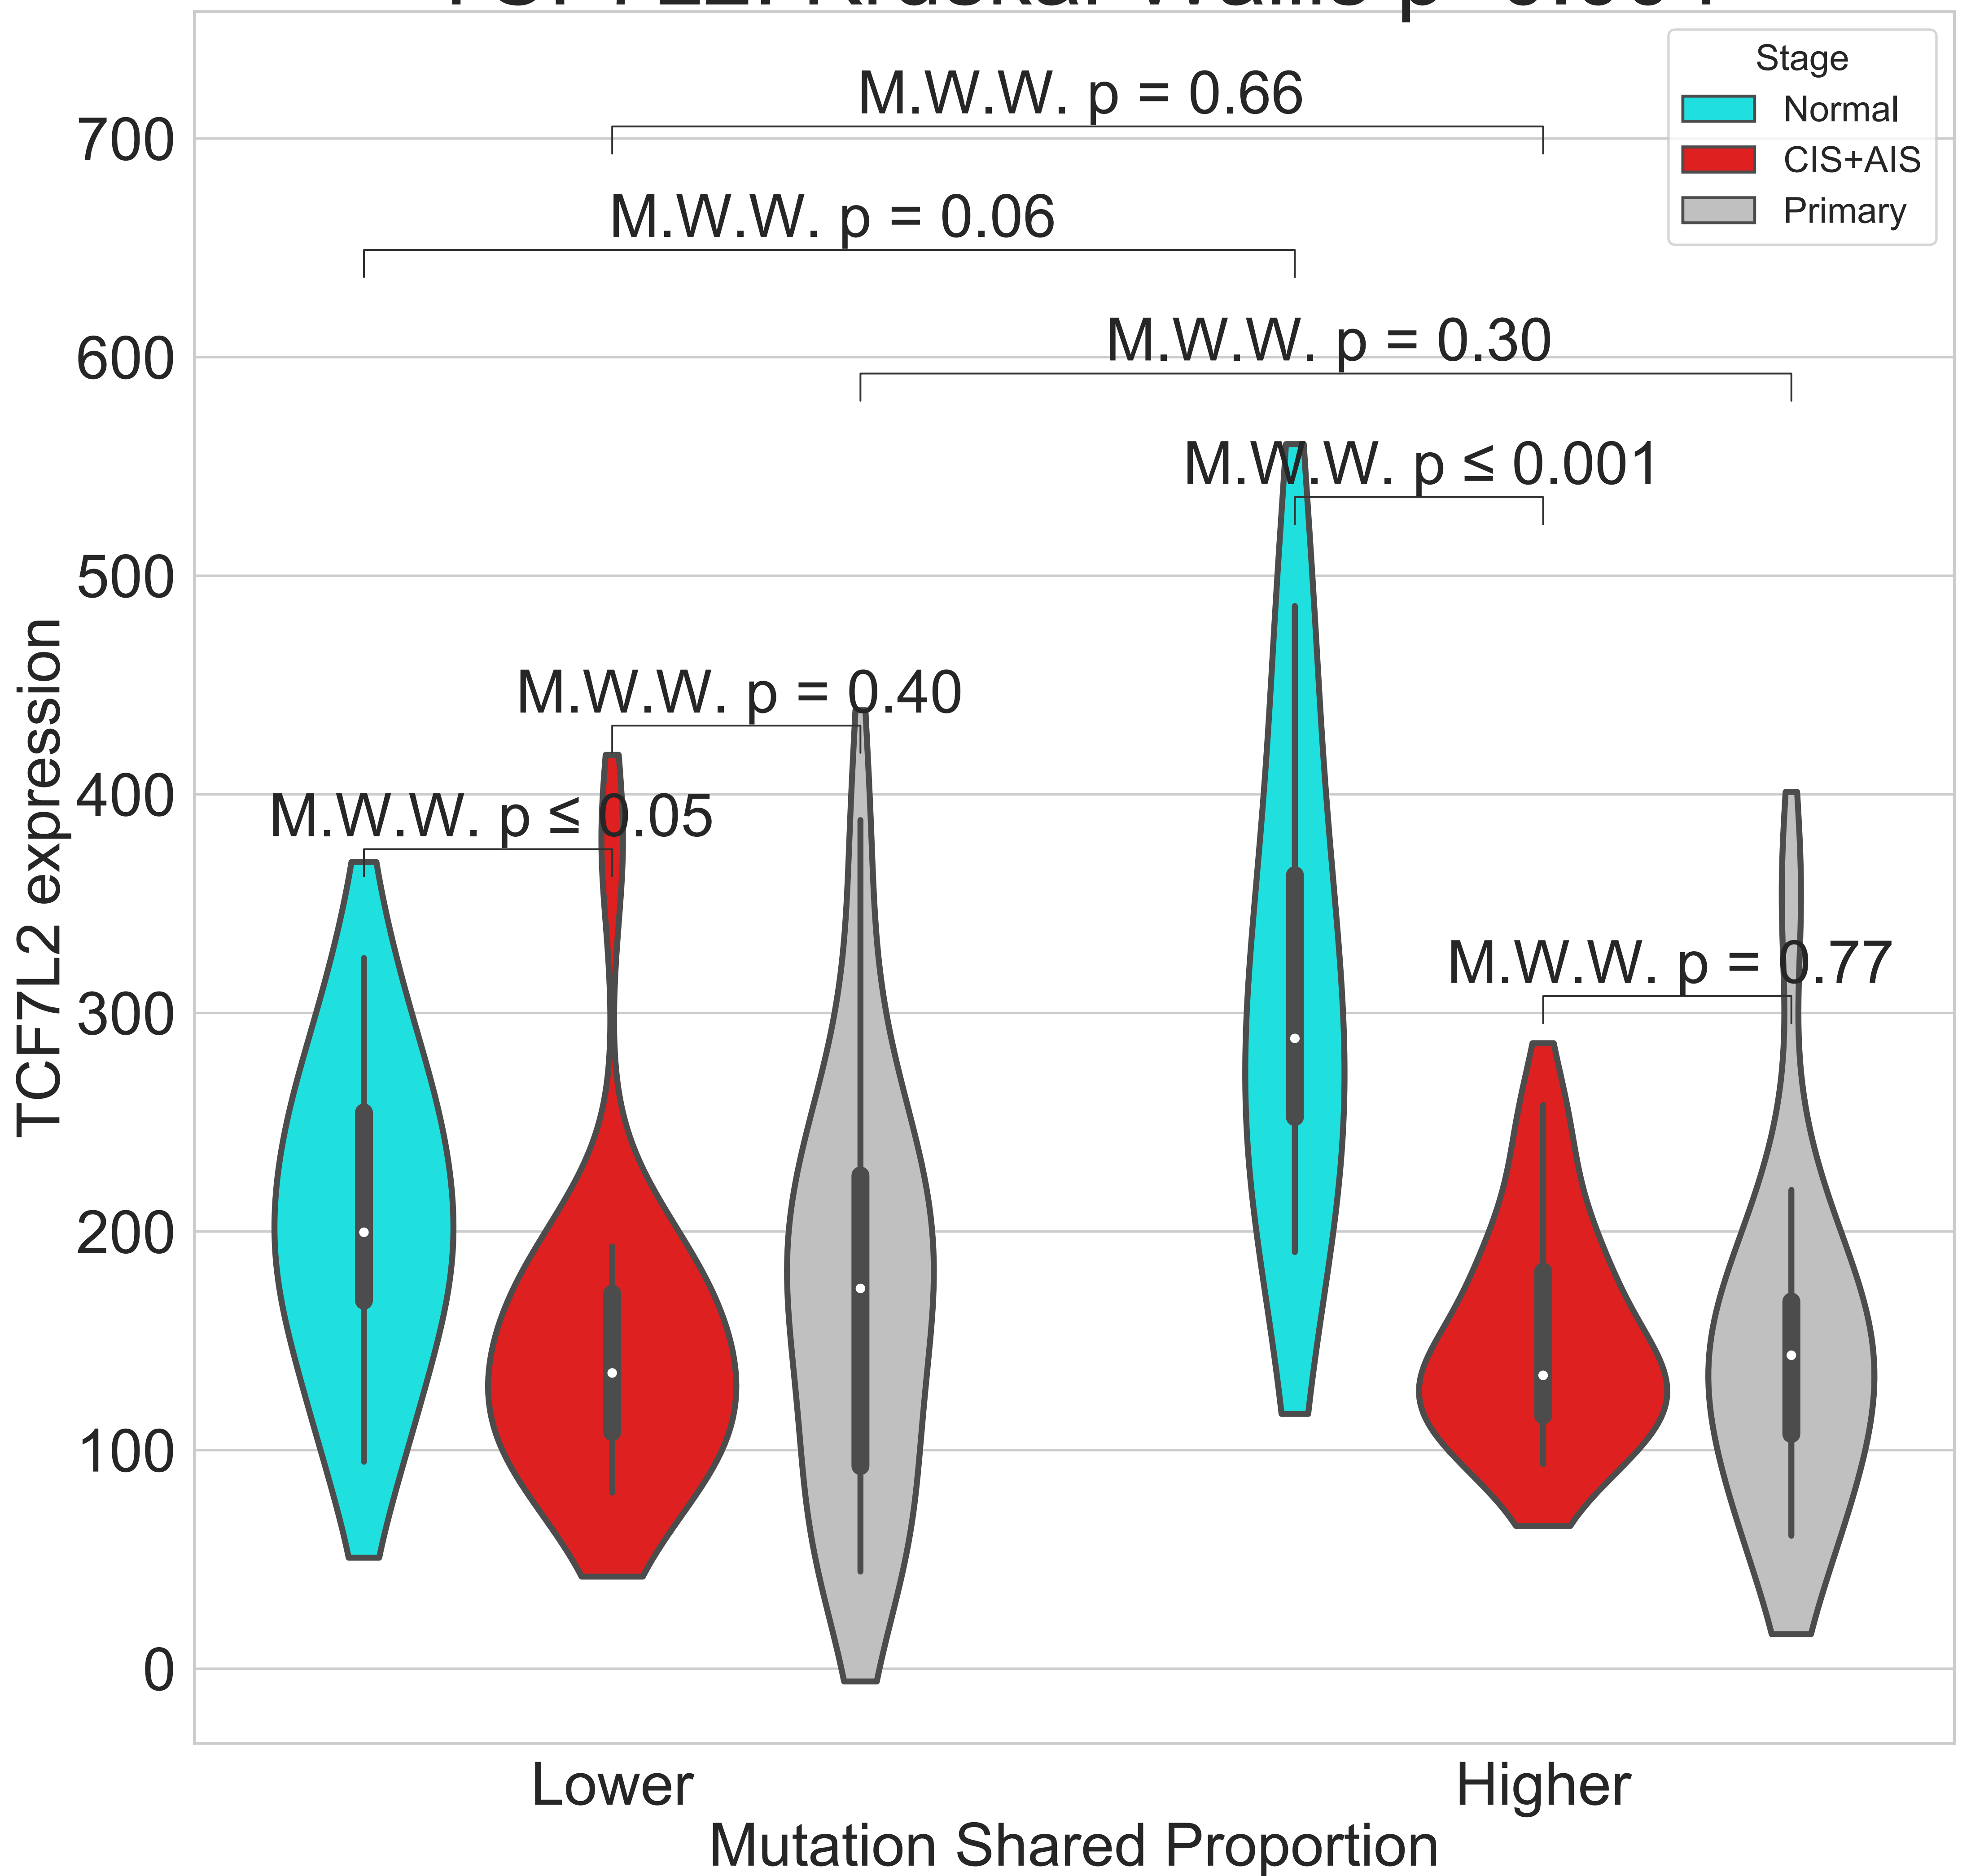 Stage
Normal
CIS+AIS
Primary
M.W.W. p = 0.66
M.W.W. p = 0.06
M.W.W. p = 0.30
M.W.W. p ≤ 0.001
M.W.W. p = 0.40
M.W.W. p ≤ 0.05
M.W.W. p = 0.77
700
600
500
400
300
200
100
0
TCF7L2 expression
Lower
Higher
Mutation Shared Proportion